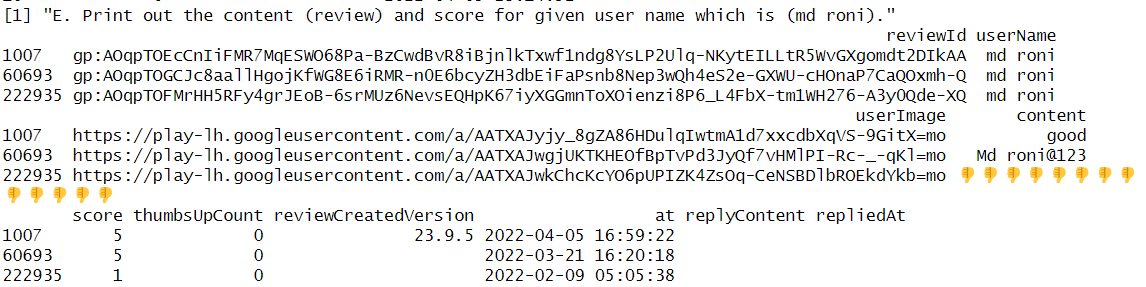 [1] "E. Print out the content (review) and score for given user name which is (md roni)."
reviewId userName
1007 gp:AOqpTOEcCnIiFMR7MqESWO68Pa-BzCwdBvR8iBjnlkTxwf1ndg8YsLP2Ulq-NKytEILLtR5WvGXgomdt2DIkAA md roni
60693 gp:AOqpTOGCJc8aallHgojKfWG8E6iRMR-n0E6bcyZH3dbEiFaPsnb8Nep3wQh4eS2e-GXWU-cHOnaP7CaQOxmh-Q md roni
222935 gp:AOqpTOFMrHH5RFy4grJEoB-6srMUz6NevsEQHpK67iyXGGmnToXOienzi8P6_L4FbX-tm1WH276-A3y0Qde-XQ md roni
userImage content
1007 https://play-lh.googleusercontent.com/a/AATXAJyjy_8gZA86HDulqIwtmA1d7xxcdbXqVS-9GitX=mo good
60693 https://play-lh.googleusercontent.com/a/AATXAJwgjUKTKHEOfBpTvPd3JyQf7vHMlPI-Rc-_-qKl=mo Md roni@123
222935 https://play-lh.googleusercontent.com/a/AATXAJwkChcKcYO6pUPIZK4ZsOq-CeNSBDlbROEkdYkb=mo 👎👎👎👎👎👎👎👎
👎👎👎👎👎
score thumbsUpCount reviewCreatedVersion at replyContent repliedAt
1007 5 0 23.9.5 2022-04-05 16:59:22
60693 5 0 2022-03-21 16:20:18
222935 1 0 2022-02-09 05:05:38